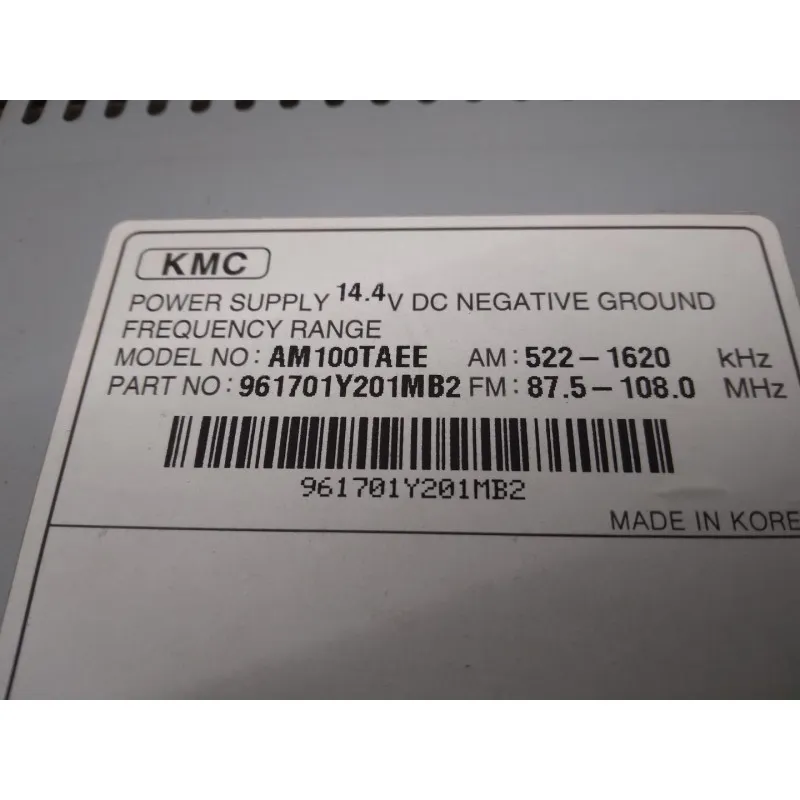 KMC
POWER SUPPLY 14.4V DC NEGATIVE GROUND
FREQUENCY RANGE
MODEL NO: AM100TAEE AM: 522-1620 kHz
PART NO: 961701Y201MB2 FM: 87.5-108.0 MHz
961701Y201MB2
MADE IN KORE